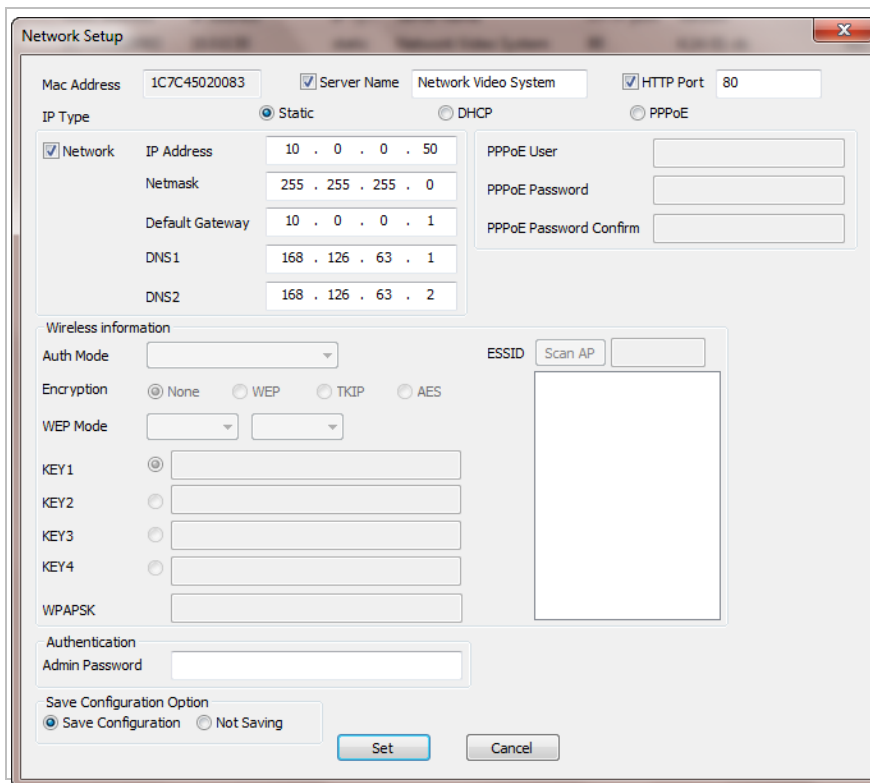 Network Setup
Mac Address 1C7C45020083 Server Name Network Video System HTTP Port 80
IP Type Static DHCP PPPoE
Network IP Address 10 . 0 . 0 . 50
Netmask 255 . 255 . 255 . 0
Default Gateway 10 . 0 . 0 . 1
DNS1 168 . 126 . 63 . 1
DNS2 168 . 126 . 63 . 2
PPPoE User
PPPoE Password
PPPoE Password Confirm
Wireless information
Auth Mode
Encryption None WEP TKIP AES
WEP Mode
KEY1
KEY2
KEY3
KEY4
WPAPSK
ESSID Scan AP
Authentication
Admin Password
Save Configuration Option
Save Configuration Not Saving
Set Cancel